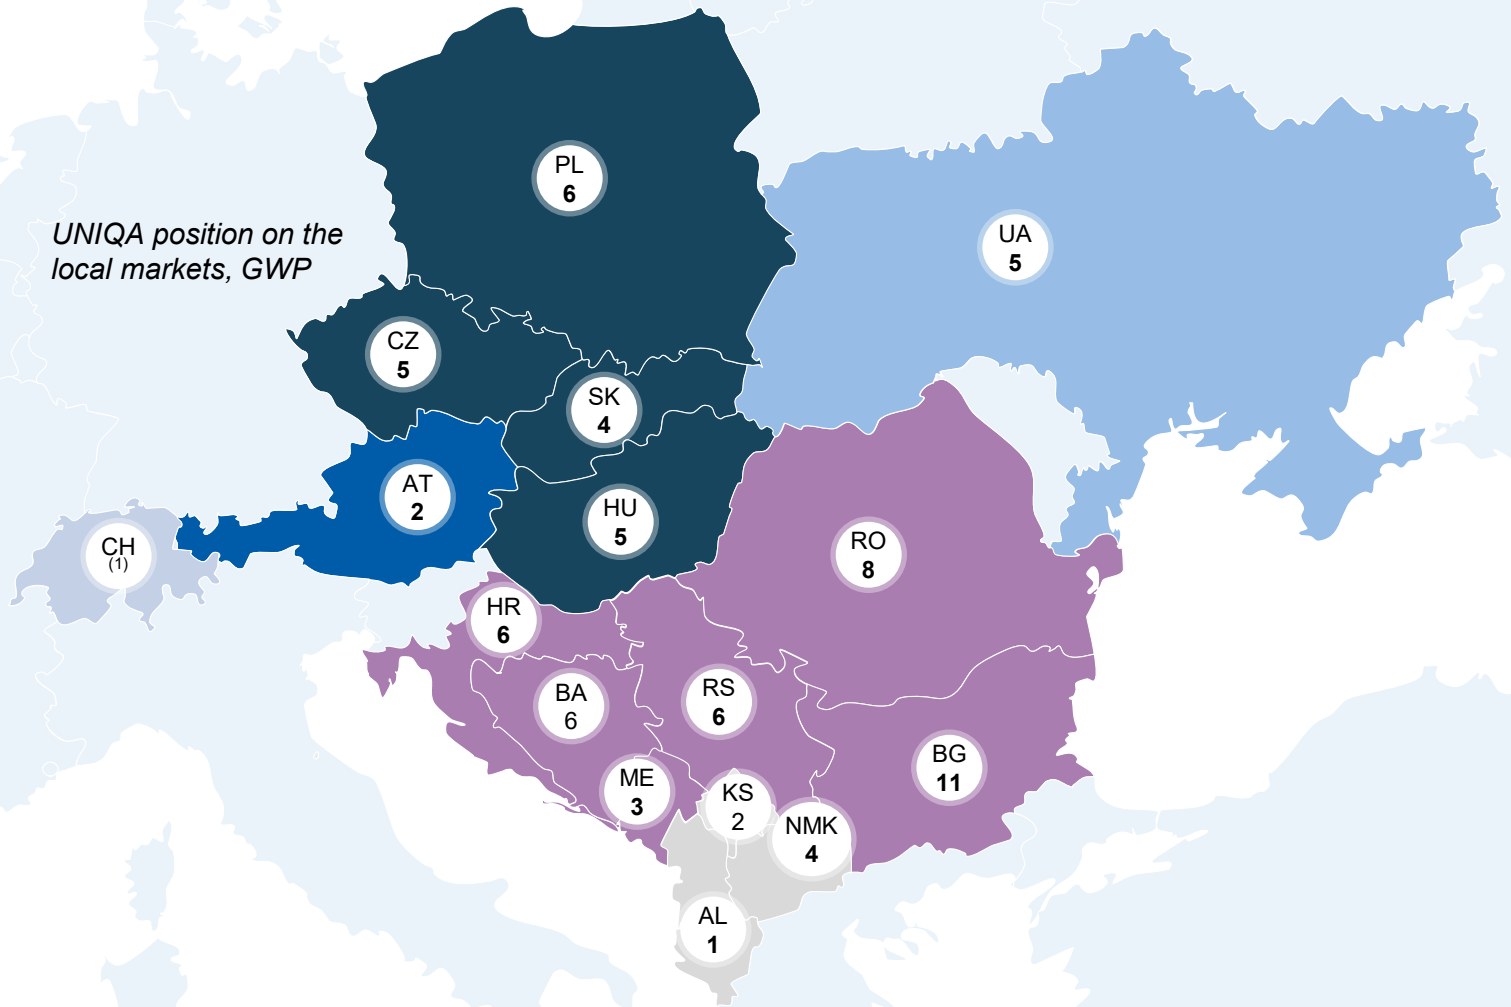 PL
6
UNIQA position on the
local markets, GWP
UA
5
CZ
5
SK
4
AT
2
HU
5
CH
(1)
RO
8
HR
6
BA
6
RS
6
BG
11
ME
3
KS
2
NMK
4
AL
1